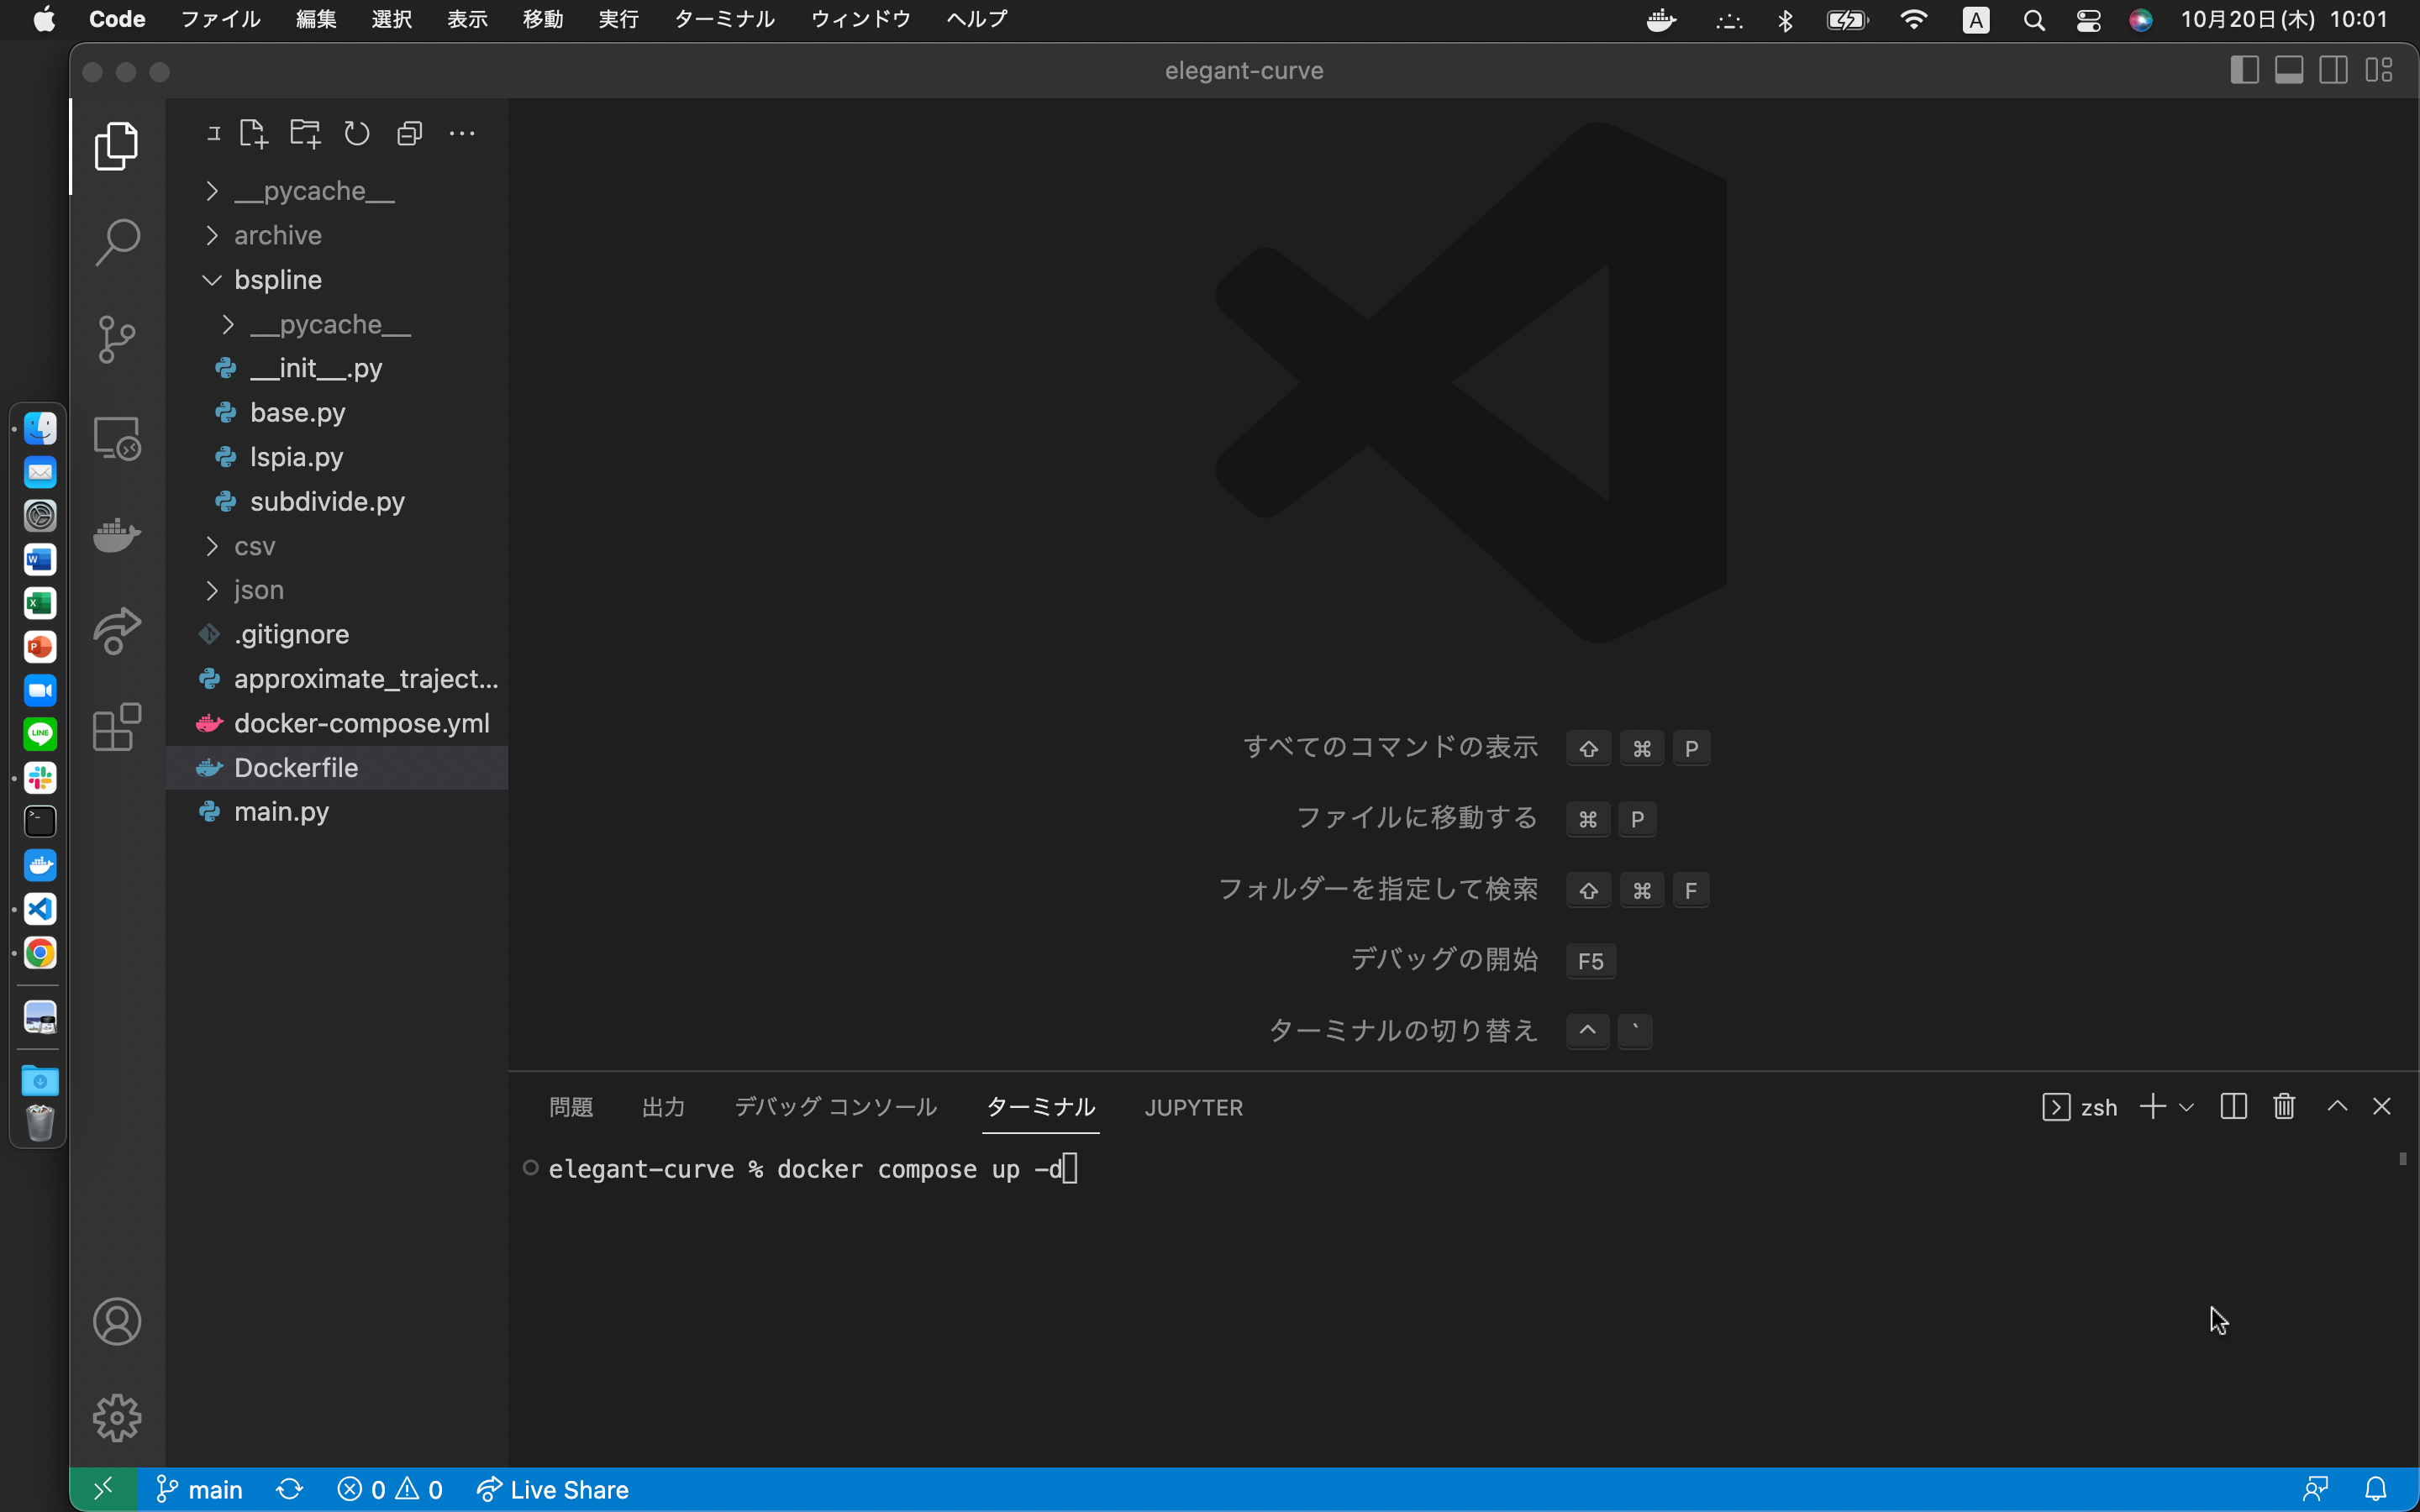 Code ファイル 編集 選択 表示 移動 実行 ターミナル ウィンドウ ヘルプ A 10月20日(木) 10:01
elegant-curve
エ
__pycache__
archive
bspline
__pycache__
__init__.py
base.py
lspia.py
subdivide.py
csv
json
.gitignore
approximate_traject...
docker-compose.yml
Dockerfile
main.py
すべてのコマンドの表示 ⇧ ⌘ P
ファイルに移動する ⌘ P
フォルダーを指定して検索 ⇧ ⌘ F
デバッグの開始 F5
ターミナルの切り替え ^ `
問題 出力 デバッグ コンソール ターミナル JUPYTER zsh
elegant-curve % docker compose up -d
main 0 0 Live Share
LINE